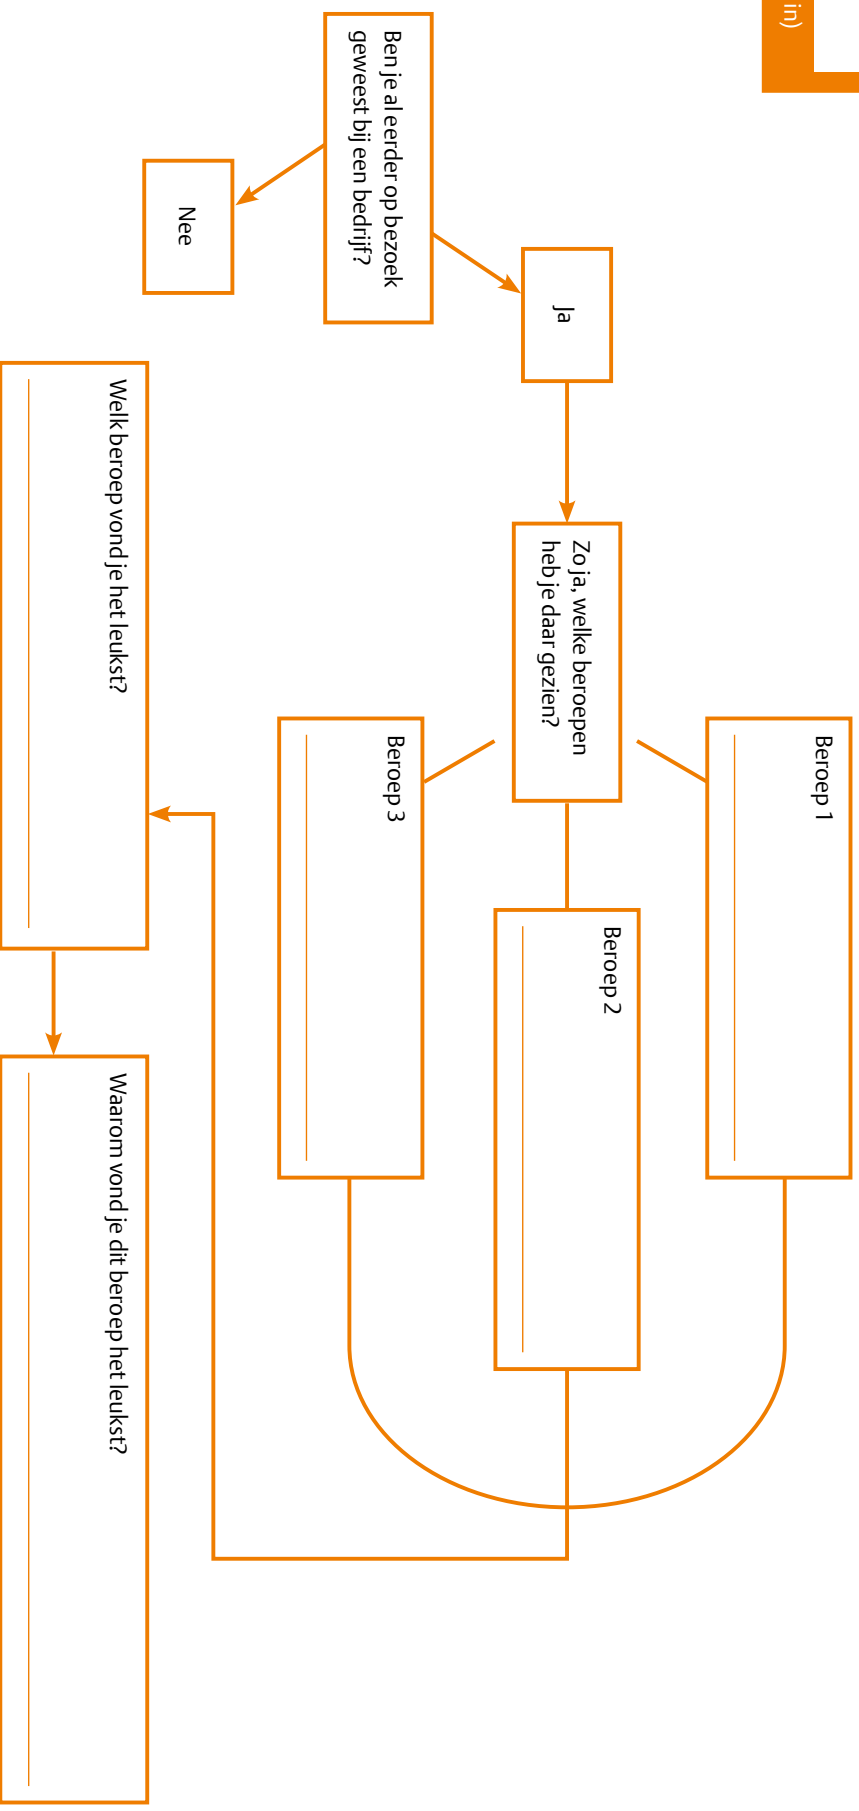 in)
Ben je al eerder op bezoek
geweest bij een bedrijf?
Ja
Nee
Zo ja, welke beroepen
heb je daar gezien?
Beroep 1
Beroep 2
Beroep 3
Welk beroep vond je het leukst?
Waarom vond je dit beroep het leukst?